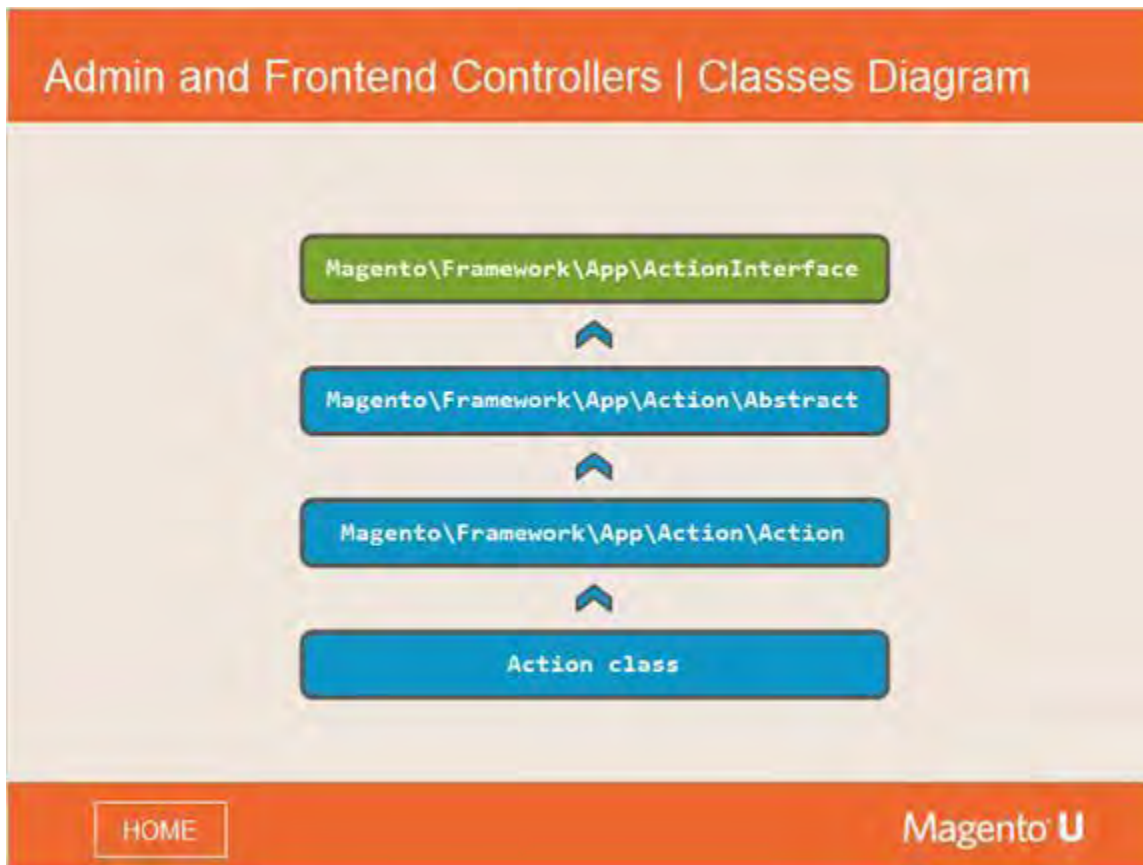 Admin and Frontend Controllers | Classes Diagram
Magento\Framework\App\ActionInterface
Magento\Framework\App\Action\Abstract
Magento\Framework\App\Action\Action
Action class
HOME
Magento U